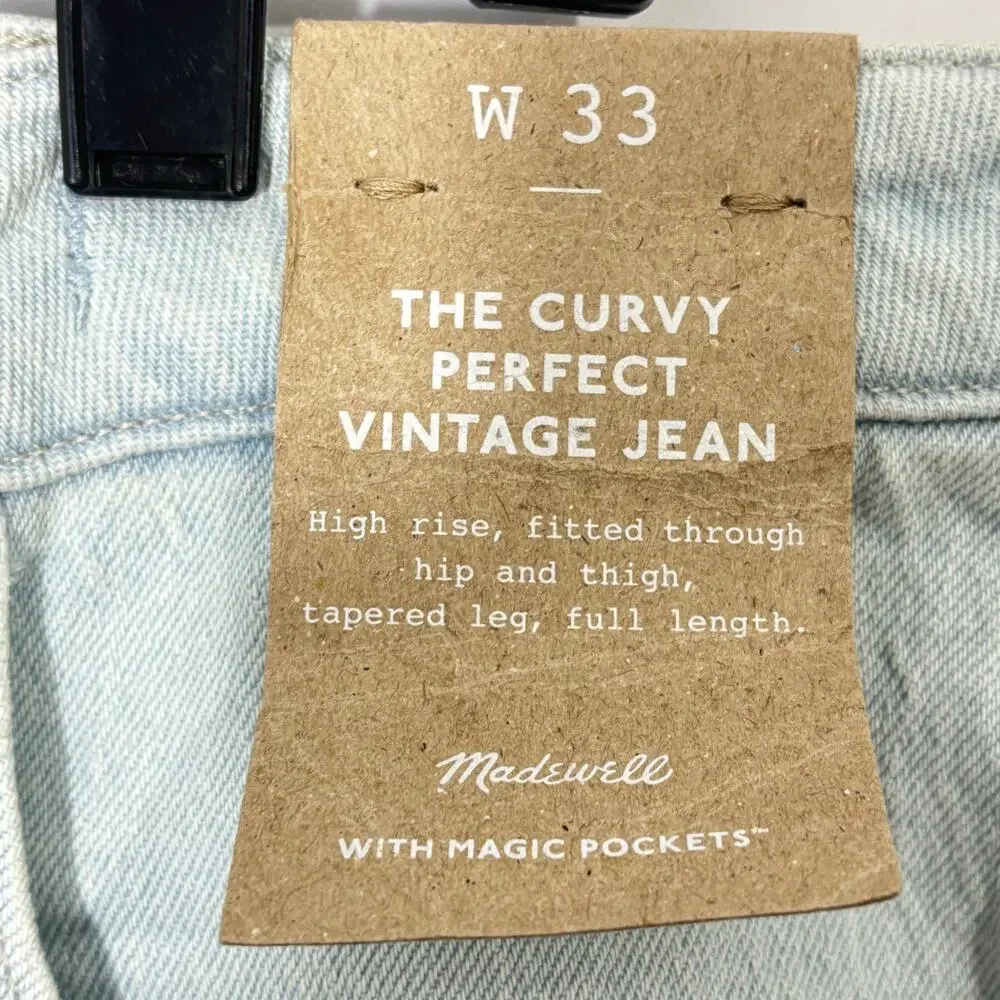 W 33
THE CURVY
PERFECT
VINTAGE JEAN
High rise, fitted through
hip and thigh,
tapered leg, full length.
Madewell
WITH MAGIC POCKETS™